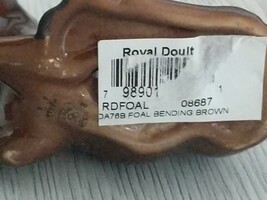 Royal Doult
7 98901 1
RDFOAL 08687
DA76B FOAL BENDING BROWN